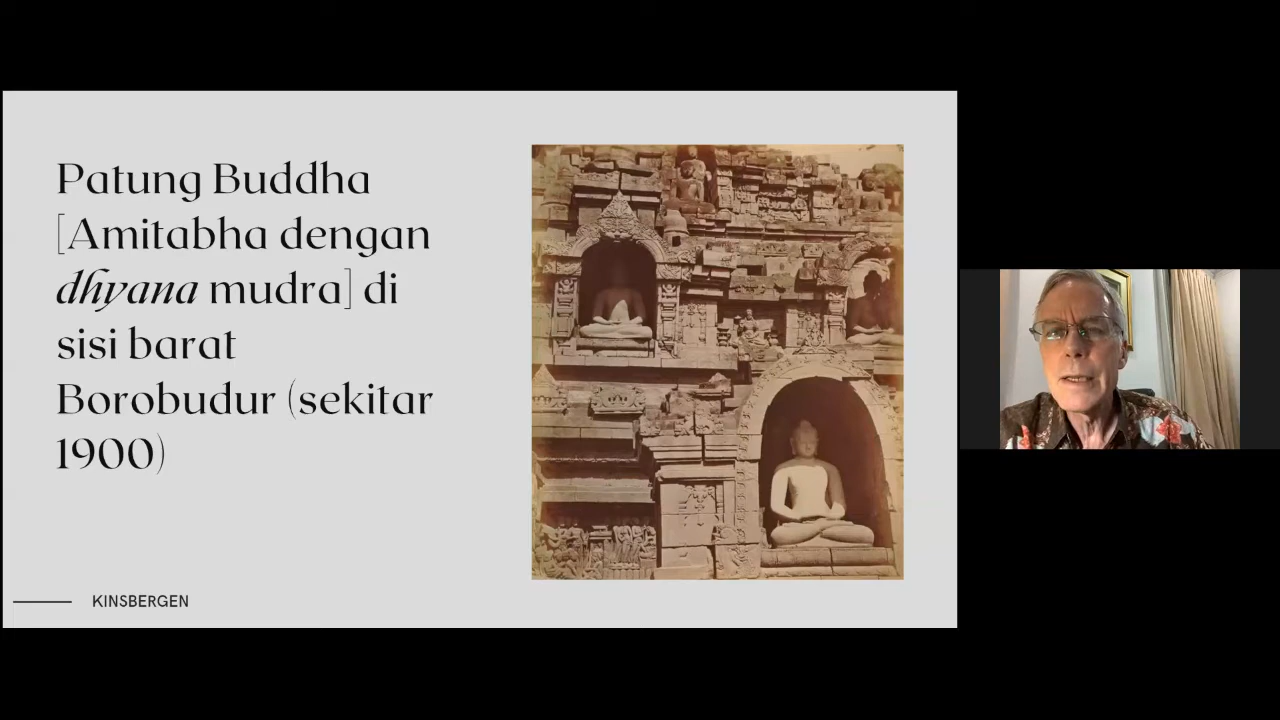 Patung Buddha
[Amitabha dengan
dhyana mudra] di
sisi barat
Borobudur (sekitar
1900)
KINSBERGEN